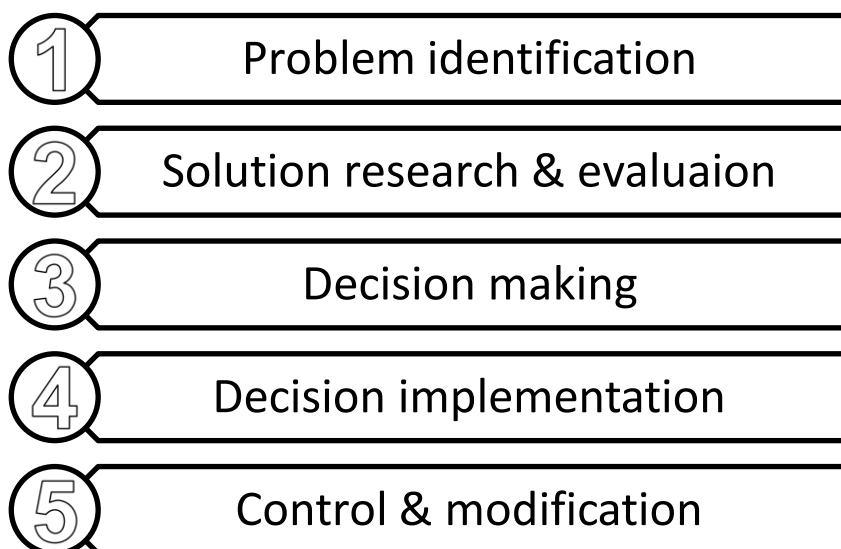 1 Problem identification
2 Solution research & evaluaion
3 Decision making
4 Decision implementation
5 Control & modification